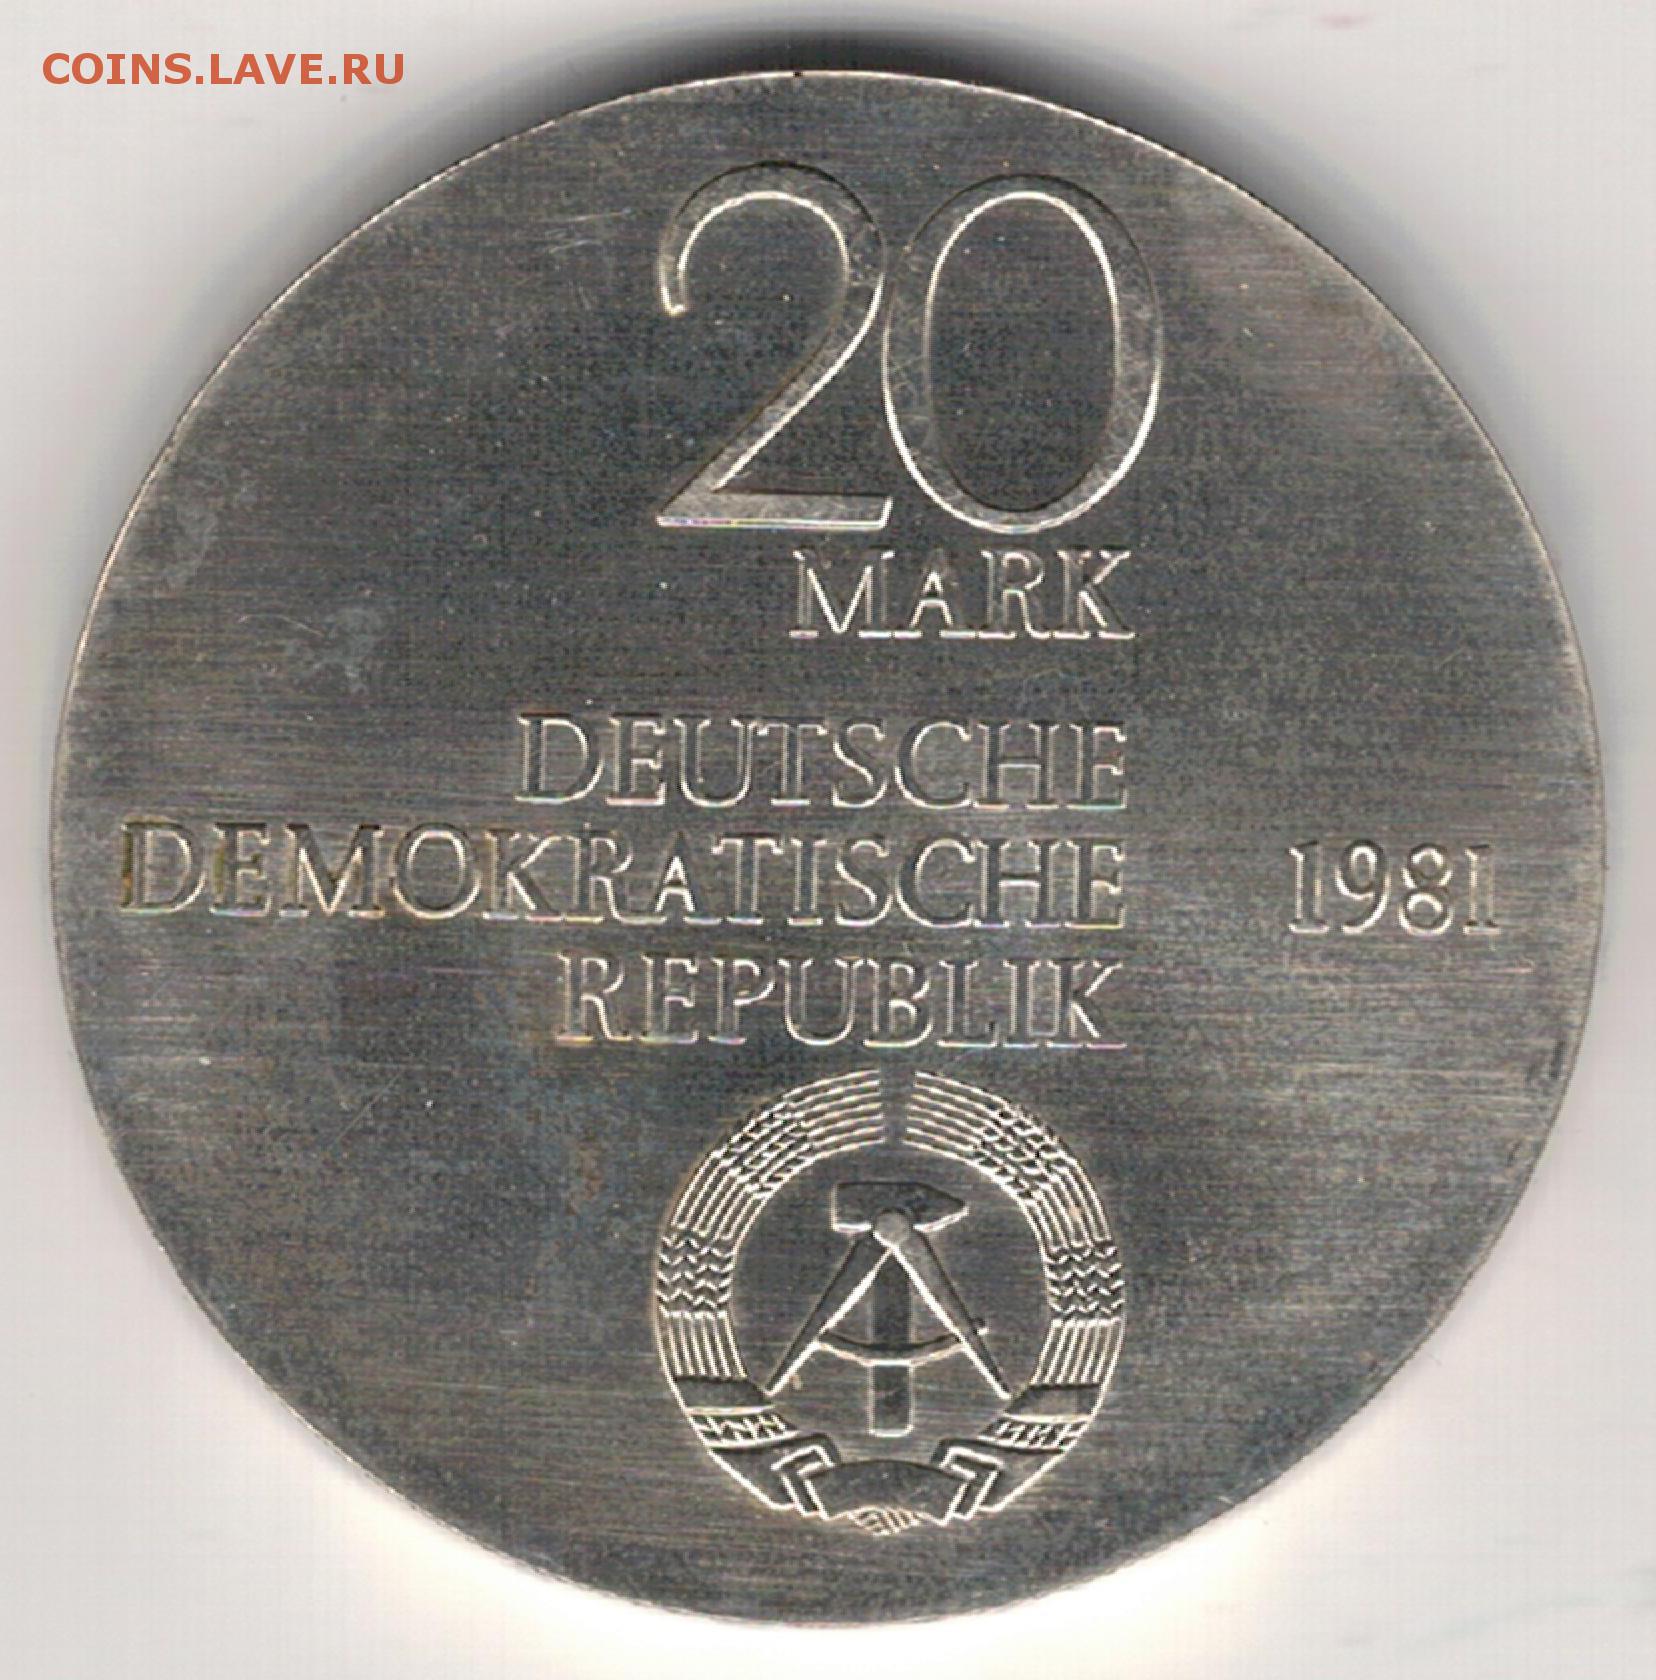 COINS.LAVE.RU
20
MARK
DEUTSCHE
DEMOKRATISCHE 1981
REPUBLIK